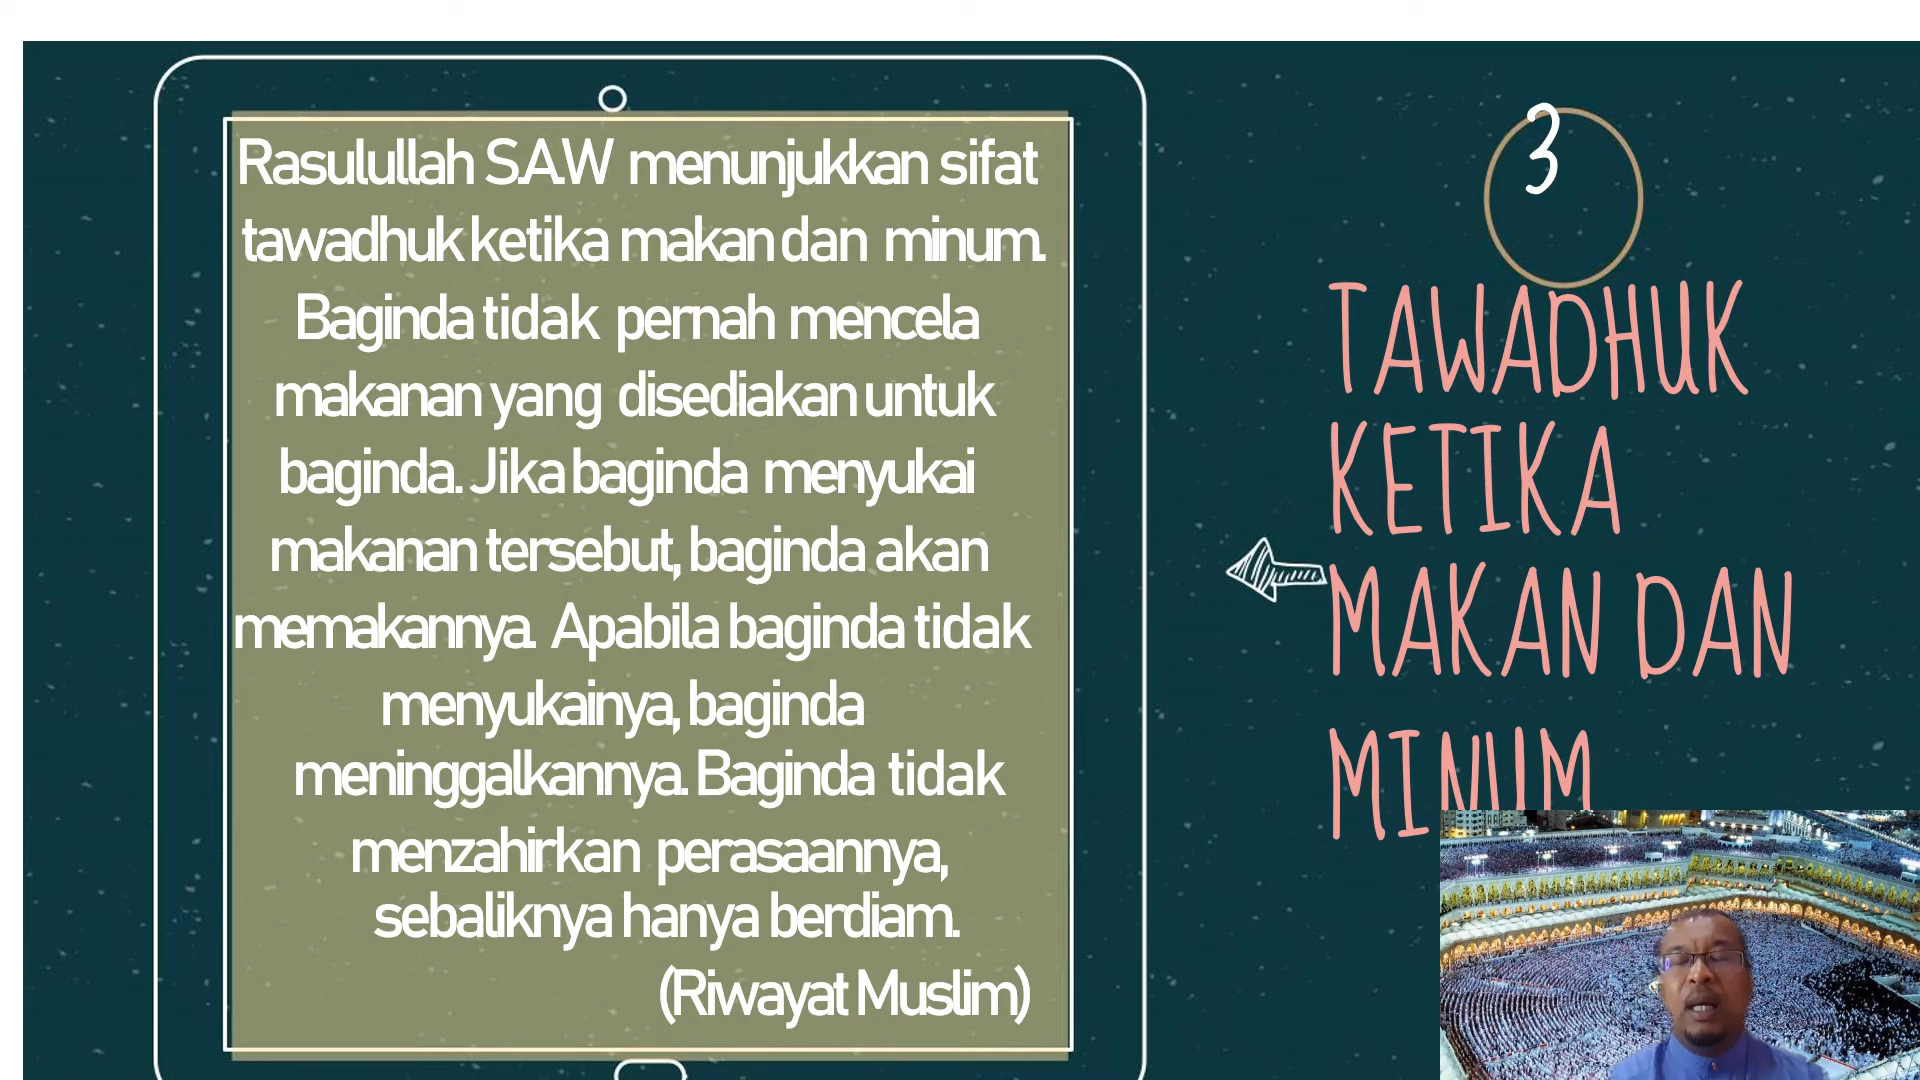 Rasulullah S.A.W menunjukkan sifat
tawadhuk ketika makan dan minum.
Baginda tidak pernah mencela
makanan yang disediakan untuk
baginda. Jika baginda menyukai
makanan tersebut, baginda akan
memakannya. Apabila baginda tidak
menyukainya, baginda
meninggalkannya. Baginda tidak
menzahirkan perasaannya,
sebaliknya hanya berdiam.
(Riwayat Muslim)
3
TAWADHUK
KETIKA
MAKAN DAN
MINUM